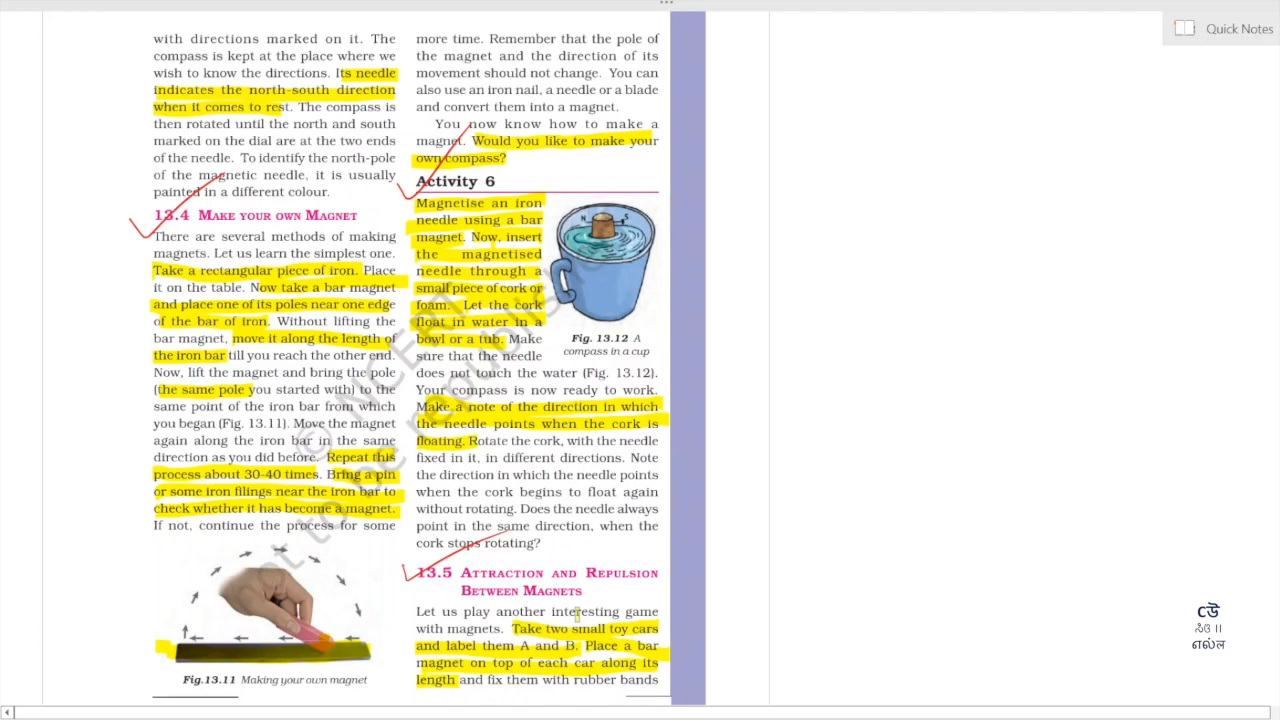 Quick Notes
with directions marked on it. The
compass is kept at the place where we
wish to know the directions. Its needle
indicates the north-south direction
when it comes to rest. The compass is
then rotated until the north and south
marked on the dial are at the two ends
of the needle. To identify the north-pole
of the magnetic needle, it is usually
painted in a different colour.
13.4 MAKE YOUR OWN MAGNET
There are several methods of making
magnets. Let us learn the simplest one.
Take a rectangular piece of iron. Place
it on the table. Now take a bar magnet
and place one of its poles near one edge
of the bar of iron. Without lifting the
bar magnet, move it along the length of
the iron bar till you reach the other end.
Now, lift the magnet and bring the pole
(the same pole you started with) to the
same point of the iron bar from which
you began (Fig. 13.11). Move the magnet
again along the iron bar in the same
direction as you did before. Repeat this
process about 30-40 times. Bring a pin
or some iron filings near the iron bar to
check whether it has become a magnet.
If not, continue the process for some
Fig.13.11 Making your own magnet
more time. Remember that the pole of
the magnet and the direction of its
movement should not change. You can
also use an iron nail, a needle or a blade
and convert them into a magnet.
You now know how to make a
magnet. Would you like to make your
own compass?
Activity 6
Magnetise an iron
needle using a bar
magnet. Now, insert
the magnetised
needle through a
small piece of cork or
foam. Let the cork
float in water in a
bowl or a tub. Make
sure that the needle
N S
Fig. 13.12 A
compass in a cup
does not touch the water (Fig. 13.12).
Your compass is now ready to work.
Make a note of the direction in which
the needle points when the cork is
floating. Rotate the cork, with the needle
fixed in it, in different directions. Note
the direction in which the needle points
when the cork begins to float again
without rotating. Does the needle always
point in the same direction, when the
cork stops rotating?
13.5 ATTRACTION AND REPULSION
BETWEEN MAGNETS
Let us play another interesting game
with magnets. Take two small toy cars
and label them A and B. Place a bar
magnet on top of each car along its
length and fix them with rubber bands
© NCERT
not to be republished
எல்ல